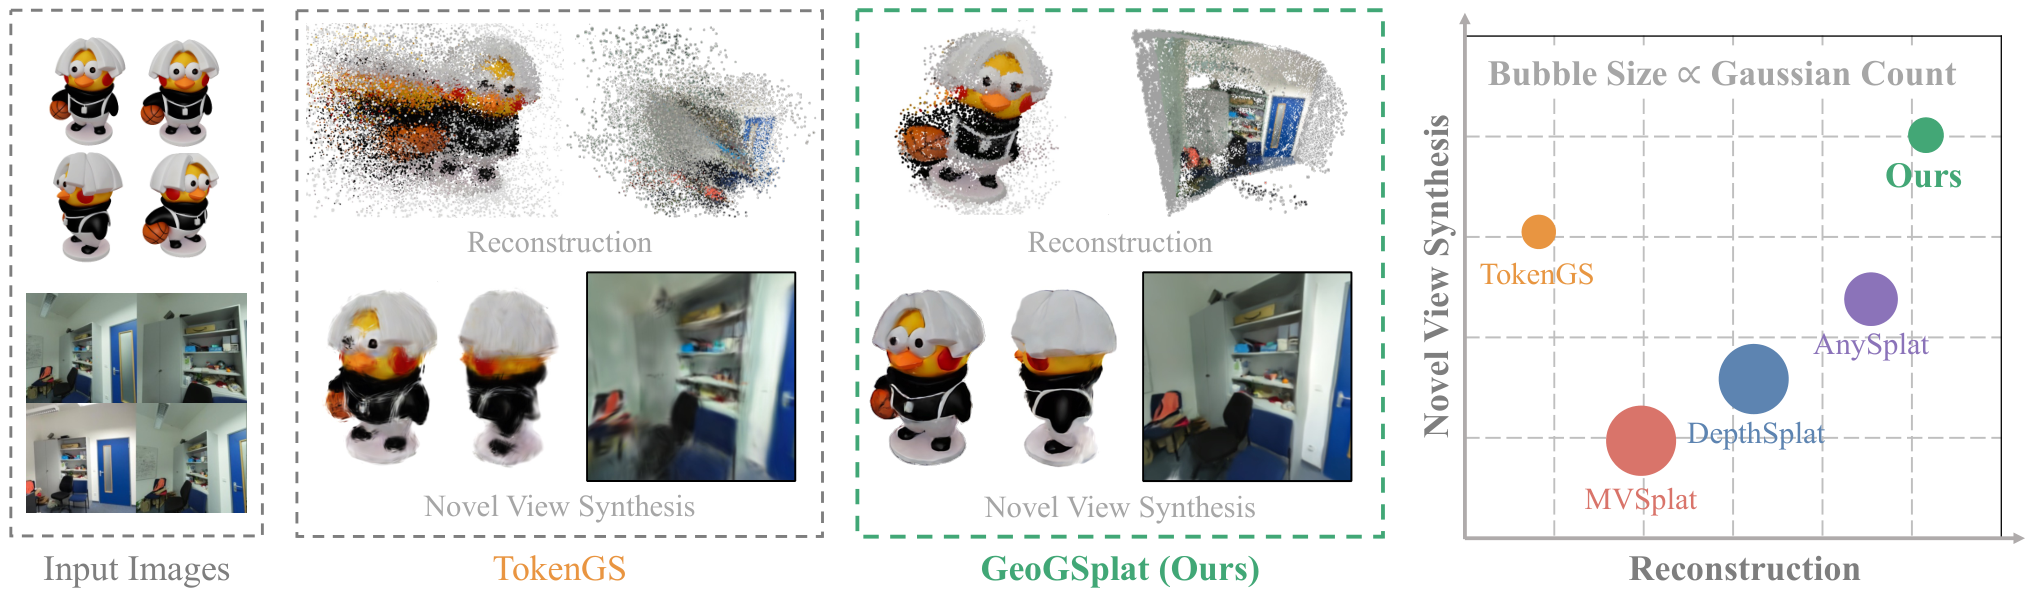 Reconstruction
Novel View Synthesis
Reconstruction
Novel View Synthesis
Input Images
TokenGS
GeoGSplat (Ours)
Bubble Size ∝ Gaussian Count
Novel View Synthesis
Ours
TokenGS
AnySplat
DepthSplat
MVSplat
Reconstruction